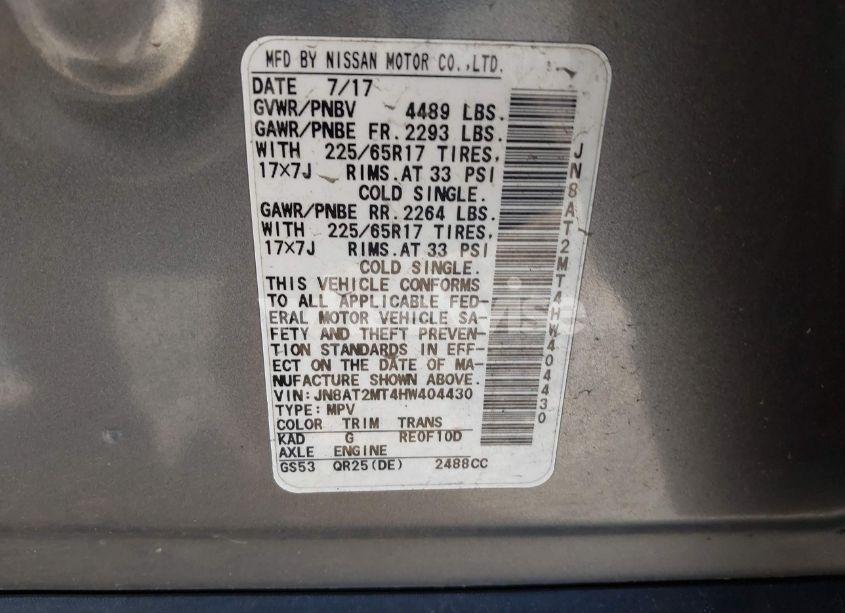 MFD BY NISSAN MOTOR CO.,LTD.
DATE 7/17
GVWR/PNBV 4489 LBS.
GAWR/PNBE FR. 2293 LBS.
WITH 225/65R17 TIRES,
17×7J RIMS.AT 33 PSI
COLD SINGLE.
GAWR/PNBE RR. 2264 LBS.
WITH 225/65R17 TIRES,
17×7J RIMS.AT 33 PSI
COLD SINGLE.
THIS VEHICLE CONFORMS
TO ALL APPLICABLE FED-
ERAL MOTOR VEHICLE SA-
FETY AND THEFT PREVEN-
TION STANDARDS IN EFF-
ECT ON THE DATE OF MA-
NUFACTURE SHOWN ABOVE.
VIN:JN8AT2MT4HW404430
TYPE:MPV
COLOR TRIM TRANS
KAD G RE0F10D
AXLE ENGINE
GS53 QR25(DE) 2488CC
JN8AT2MT4HW404430